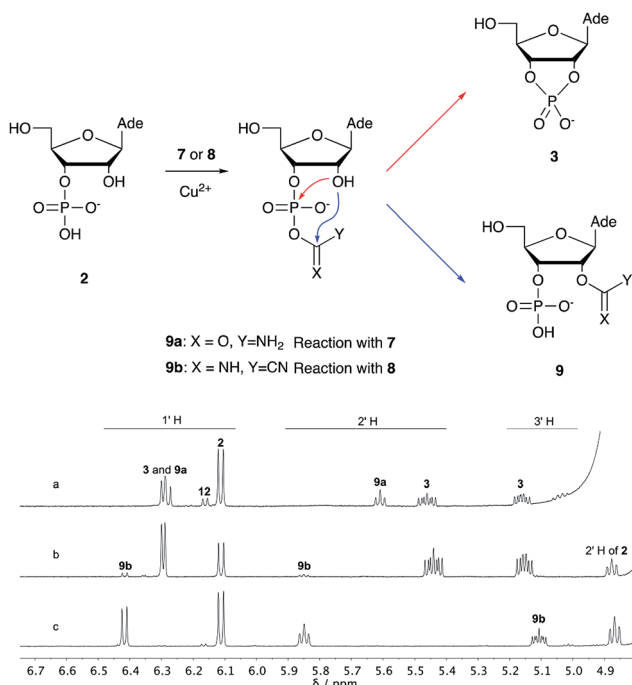 Ade
HO
O
O
O
P
O
O⁻
3
Ade
HO
O
O
OH
O=P–O⁻
OH
2
7 or 8
Cu²⁺
Ade
HO
O
O
OH
O=P–O⁻
O
Y
X
Ade
HO
O
O
O
Y
O=P–O⁻
X
OH
9
9a: X = O, Y=NH₂ Reaction with 7
9b: X = NH, Y=CN Reaction with 8
1' H
2' H
3' H
2
3 and 9a
12
9a
3
3
a
9b
9b
2' H of 2
b
9b
c
6.7 6.6 6.5 6.4 6.3 6.2 6.1 6.0 5.9 5.8 5.7 5.6 5.5 5.4 5.3 5.2 5.1 5.0 4.9
δ / ppm